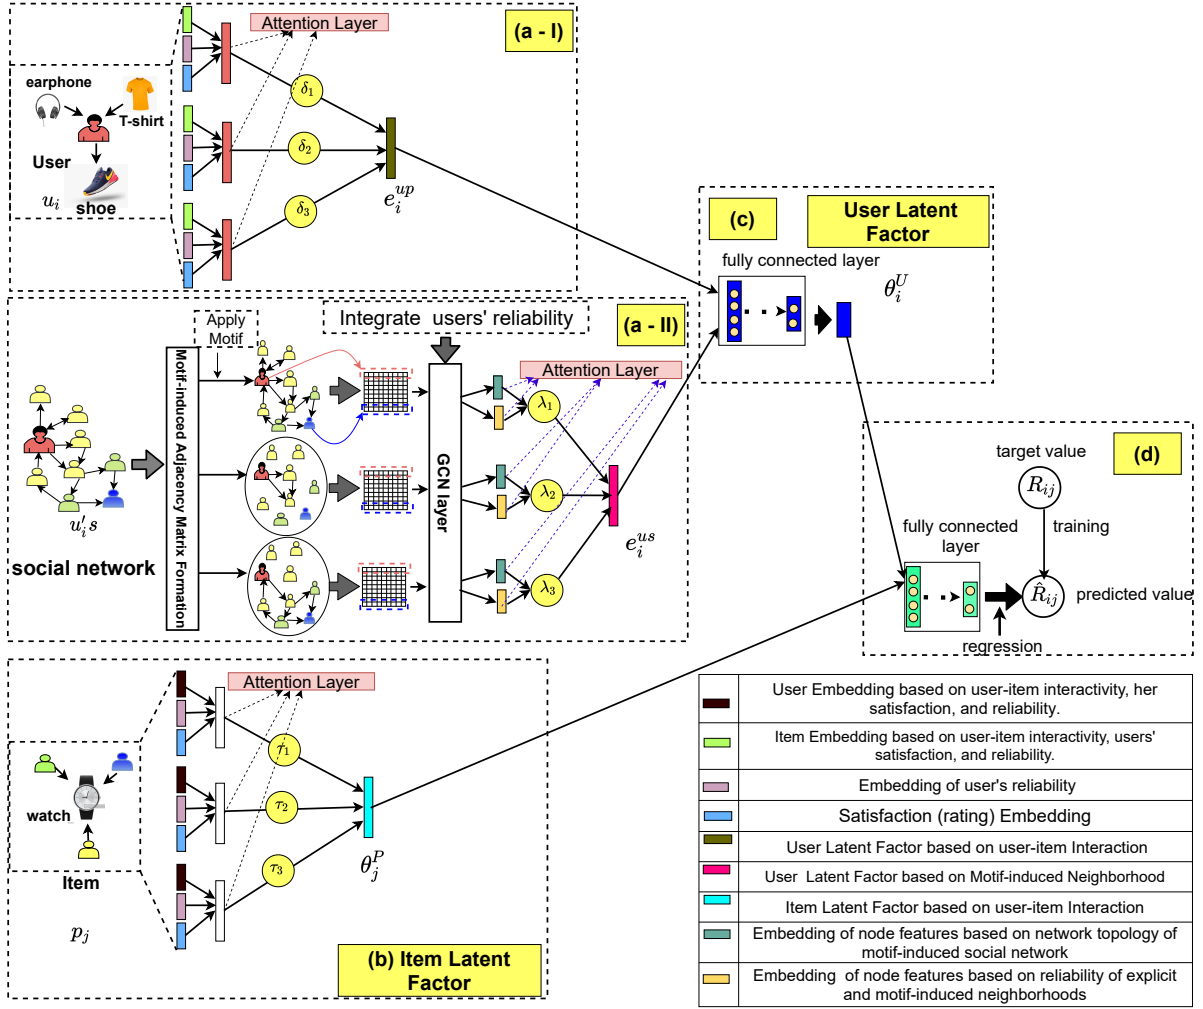 Attention Layer
(a - I)
earphone
T-shirt
User
u_i
shoe
δ₁
δ₂
δ₃
e_i^{up}
(c)
User Latent
Factor
fully connected layer
θ_i^U
Apply
Motif
Integrate users' reliability
(a - II)
Attention Layer
Motif-induced Adjacency Matrix Formation
GCN layer
λ₁
λ₂
λ₃
e_i^{us}
u_i's
social network
(d)
target value
R_{ij}
fully connected
layer
training
R̂_{ij}
predicted value
regression
Attention Layer
τ₁
τ₂
τ₃
θ_j^P
watch
Item
p_j
(b) Item Latent
Factor
User Embedding based on user-item interactivity, her
satisfaction, and reliability.
Item Embedding based on user-item interactivity, users'
satisfaction, and reliability.
Embedding of user's reliability
Satisfaction (rating) Embedding
User Latent Factor based on user-item Interaction
User Latent Factor based on Motif-induced Neighborhood
Item Latent Factor based on user-item Interaction
Embedding of node features based on network topology of
motif-induced social network
Embedding of node features based on reliability of explicit
and motif-induced neighborhoods